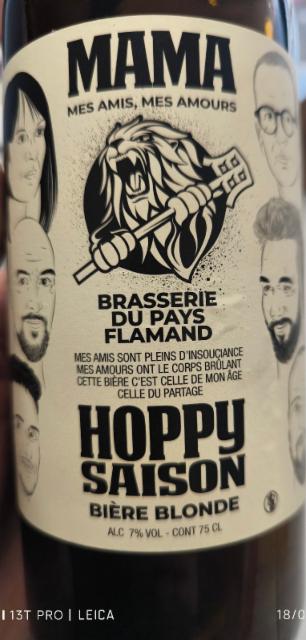 MAMA
MES AMIS, MES AMOURS
BRASSERIE
DU PAYS
FLAMAND
MES AMIS SONT PLEINS D'INSOUCIANCE
MES AMOURS ONT LE CORPS BRÛLANT
CETTE BIÈRE C'EST CELLE DE MON ÂGE
CELLE DU PARTAGE
HOPPY
SAISON
BIÈRE BLONDE
ALC 7% VOL - CONT 75 CL
13T PRO | LEICA